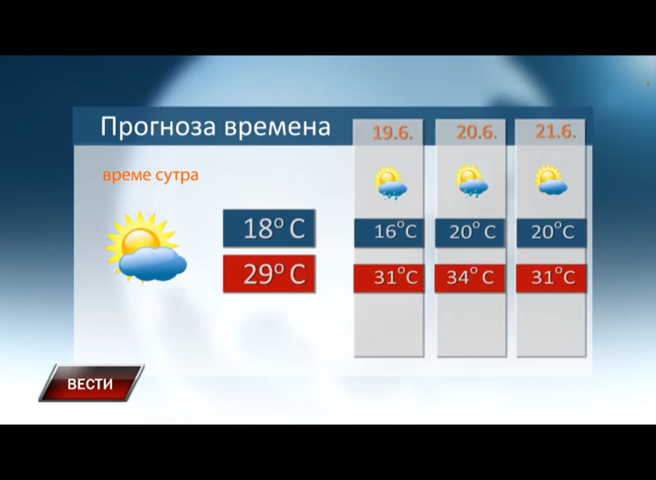 Прогноза времена
19.6. 20.6. 21.6.
време сутра
18°C 16°C 20°C 20°C
29°C 31°C 34°C 31°C
ВЕСТИ